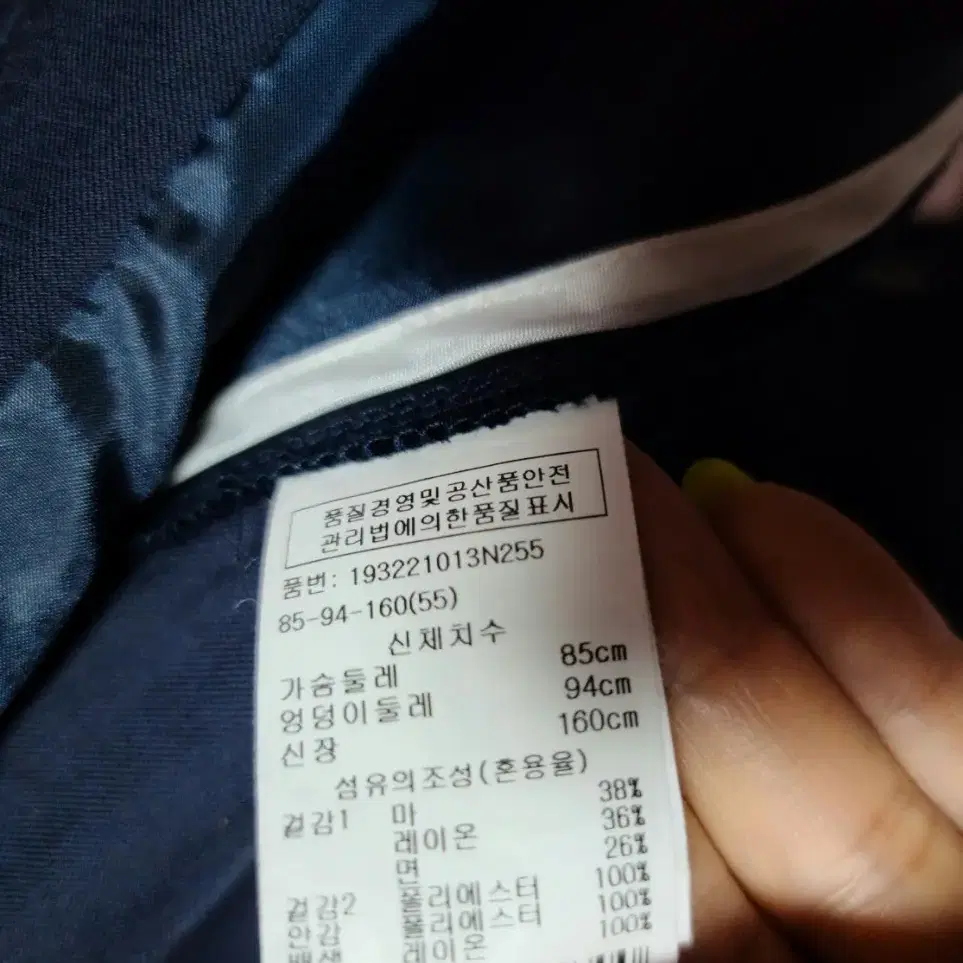 품질경영및공산품안전
관리법에의한품질표시
품번: 193221013N255
85-94-160(55)
신체치수
가슴둘레 85cm
엉덩이둘레 94cm
신장 160cm
섬유의조성(혼용율)
겉감1 마 38%
레이온 36%
면 26%
겉감2 폴리에스터 100%
안감 폴리에스터 100%
배색 레이온 100%